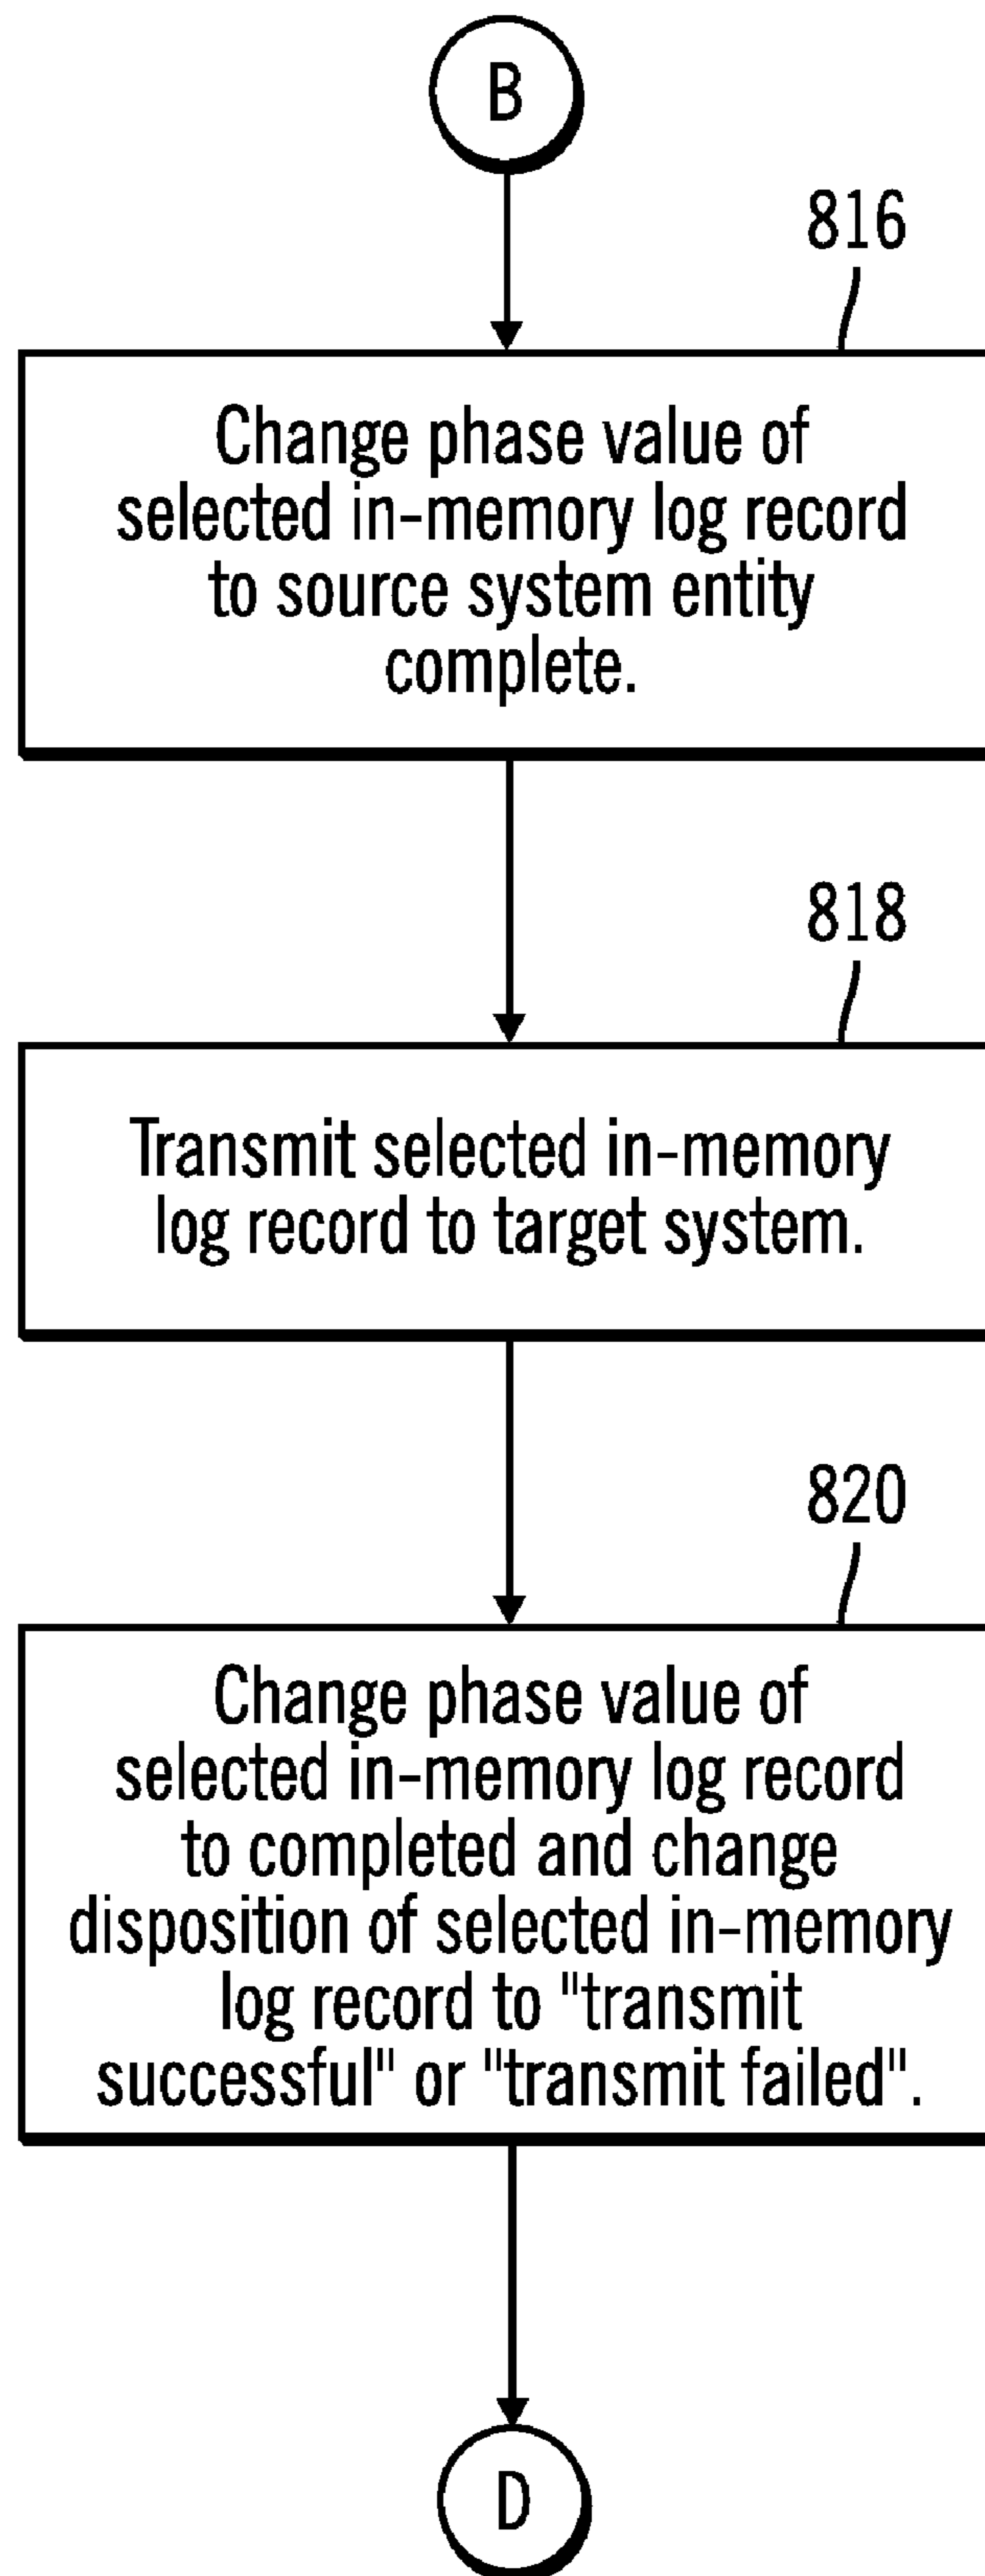 B
816
Change phase value of
selected in-memory log record
to source system entity
complete.
818
Transmit selected in-memory
log record to target system.
820
Change phase value of
selected in-memory log record
to completed and change
disposition of selected in-memory
log record to "transmit
successful" or "transmit failed".
D